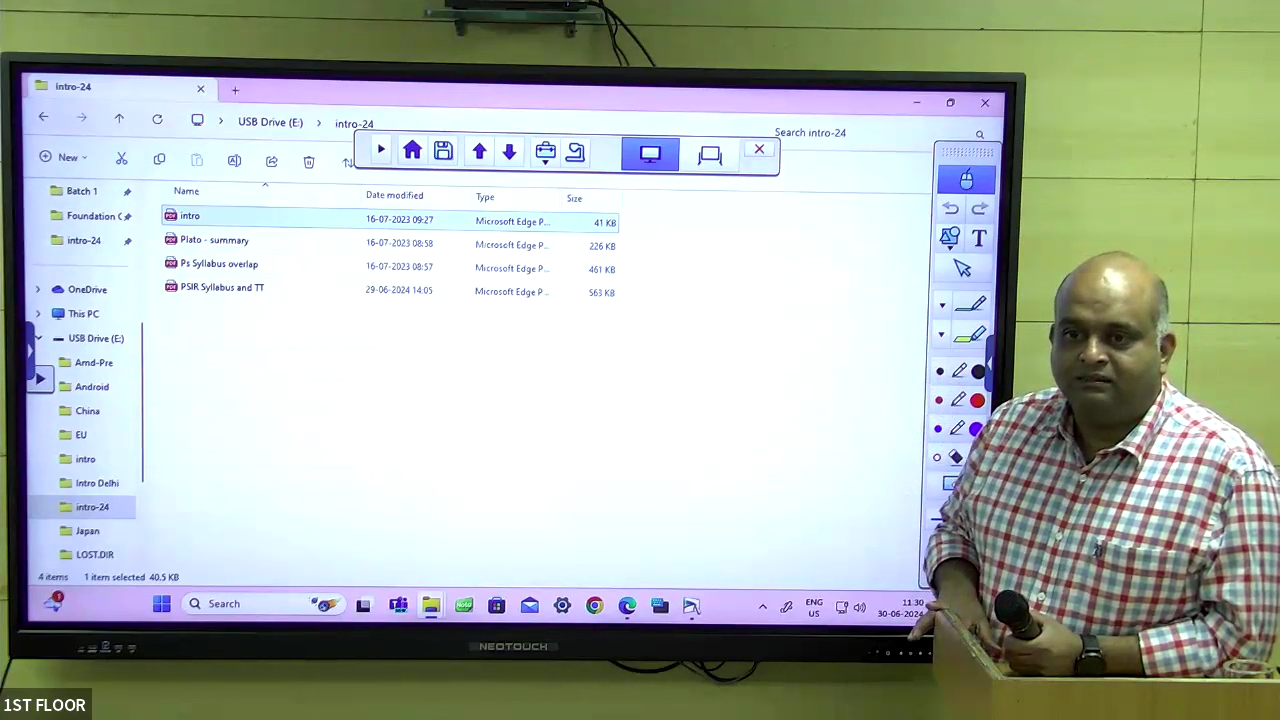 intro-24
USB Drive (E:) > intro-24
Search intro-24
New
Name
Date modified
Type
Size
Batch 1
Foundation C
intro-24
intro
16-07-2023 09:27
Microsoft Edge P...
41 KB
Plato - summary
16-07-2023 08:58
Microsoft Edge P...
226 KB
Ps Syllabus overlap
16-07-2023 08:57
Microsoft Edge P...
461 KB
PSIR Syllabus and TT
29-06-2024 14:05
Microsoft Edge P...
563 KB
OneDrive
This PC
USB Drive (E:)
Amd-Pre
Android
China
EU
intro
Intro Delhi
intro-24
Japan
LOST.DIR
T
4 items
1 item selected 40.5 KB
1
Search
ENG
US
11:30
30-06-2024
NEOTOUCH
1ST FLOOR